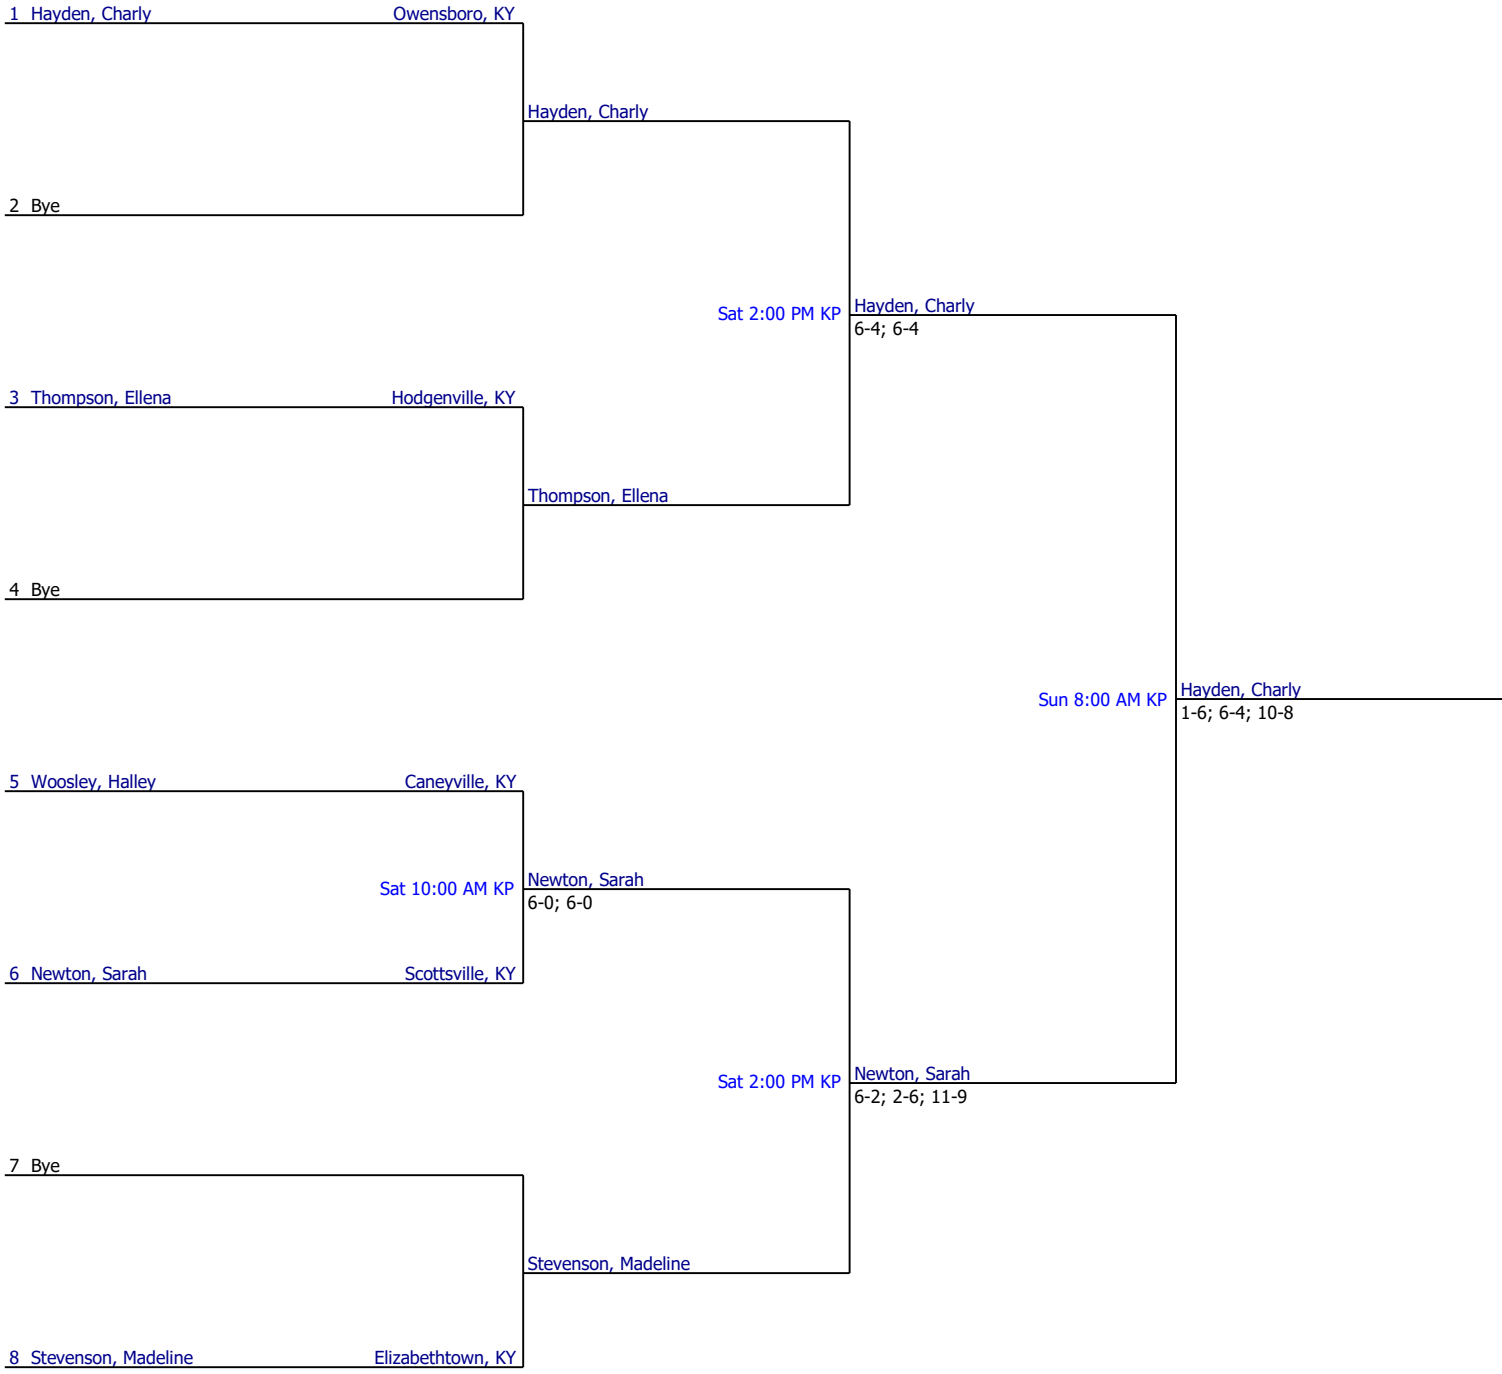 1 Hayden, Charly Owensboro, KY
Hayden, Charly
2 Bye
Sat 2:00 PM KP Hayden, Charly
6-4; 6-4
3 Thompson, Ellena Hodgenville, KY
Thompson, Ellena
4 Bye
Sun 8:00 AM KP Hayden, Charly
1-6; 6-4; 10-8
5 Woosley, Halley Caneyville, KY
Sat 10:00 AM KP Newton, Sarah
6-0; 6-0
6 Newton, Sarah Scottsville, KY
Sat 2:00 PM KP Newton, Sarah
6-2; 2-6; 11-9
7 Bye
Stevenson, Madeline
8 Stevenson, Madeline Elizabethtown, KY